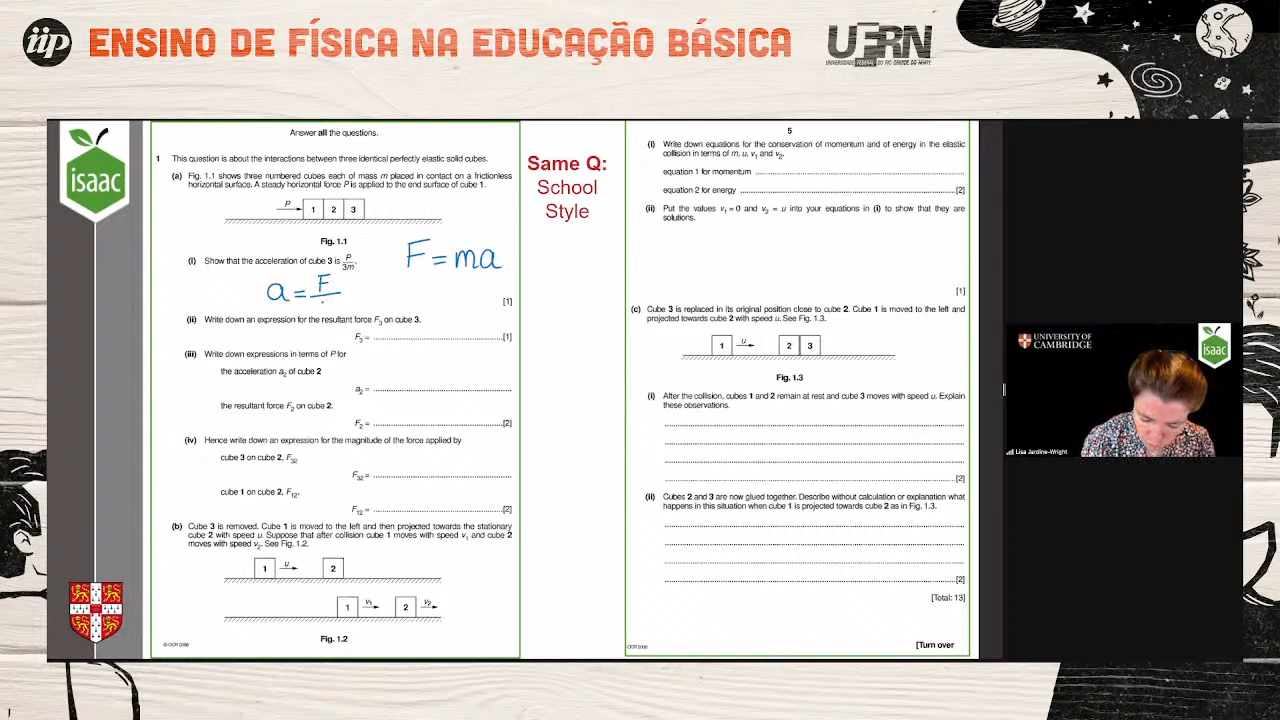 iip ENSINO DE FÍSICA NA EDUCAÇÃO BÁSICA UFRN
UNIVERSIDADE FEDERAL DO RIO GRANDE DO NORTE
isaac
Answer all the questions.
1 This question is about the interactions between three identical perfectly elastic solid cubes.
(a) Fig. 1.1 shows three numbered cubes each of mass m placed in contact on a frictionless
horizontal surface. A steady horizontal force P is applied to the end surface of cube 1.
P 1 2 3
Fig. 1.1
(i) Show that the acceleration of cube 3 is P/3m.
F = ma
a = F
[1]
(ii) Write down an expression for the resultant force F3 on cube 3.
F3 = ............ [1]
(iii) Write down expressions in terms of P for
the acceleration a2 of cube 2
a2 = ............
the resultant force F2 on cube 2.
F2 = ............ [2]
(iv) Hence write down an expression for the magnitude of the force applied by
cube 3 on cube 2, F32
F32 = ............
cube 1 on cube 2, F12.
F12 = ............ [2]
(b) Cube 3 is removed. Cube 1 is moved to the left and then projected towards the stationary
cube 2 with speed u. Suppose that after collision cube 1 moves with speed v1 and cube 2
moves with speed v2. See Fig. 1.2.
1 u 2
1 v1 2 v2
Fig. 1.2
© OCR 2008
Same Q:
School
Style
5
(i) Write down equations for the conservation of momentum and of energy in the elastic
collision in terms of m, u, v1 and v2.
equation 1 for momentum ............
equation 2 for energy ............ [2]
(ii) Put the values v1 = 0 and v2 = u into your equations in (i) to show that they are
solutions.
[1]
(c) Cube 3 is replaced in its original position close to cube 2. Cube 1 is moved to the left and
projected towards cube 2 with speed u. See Fig. 1.3.
1 u 2 3
Fig. 1.3
(i) After the collision, cubes 1 and 2 remain at rest and cube 3 moves with speed u. Explain
these observations.
............ [2]
(ii) Cubes 2 and 3 are now glued together. Describe without calculation or explanation what
happens in this situation when cube 1 is projected towards cube 2 as in Fig. 1.3.
............ [2]
[Total: 13]
OCR 2008
[Turn over
UNIVERSITY OF
CAMBRIDGE
isaac
Lisa Jardine-Wright